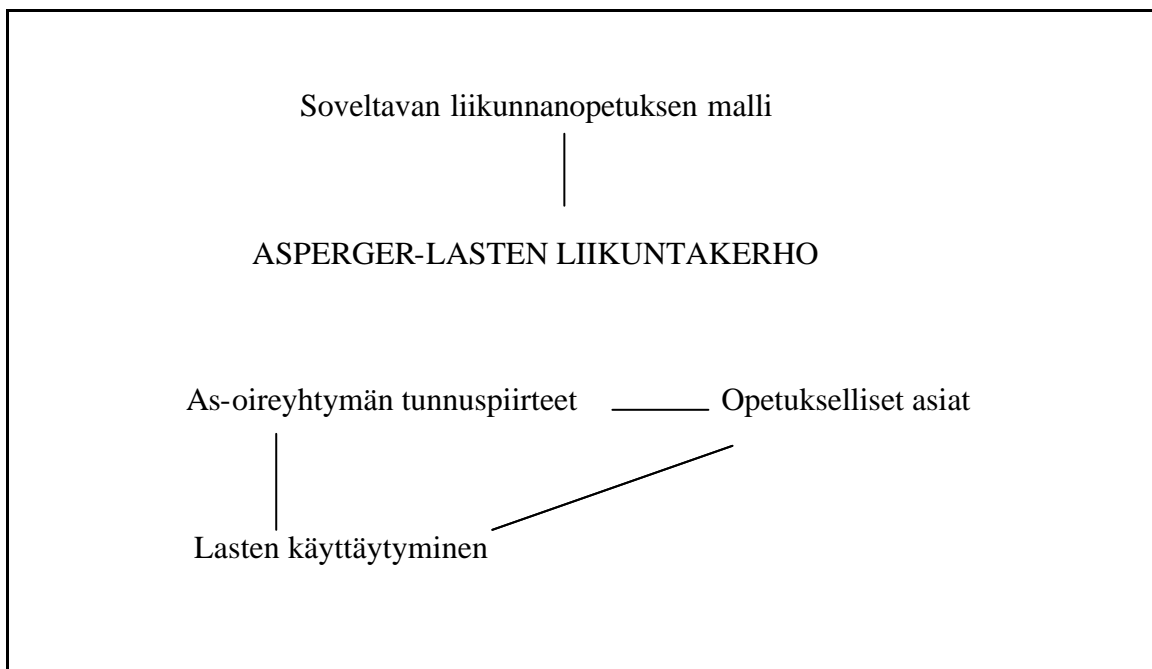 Soveltavan liikunnanopetuksen malli
ASPERGER-LASTEN LIIKUNTAKERHO
As-oireyhtymän tunnuspiirteet
Opetukselliset asiat
Lasten käyttäytyminen